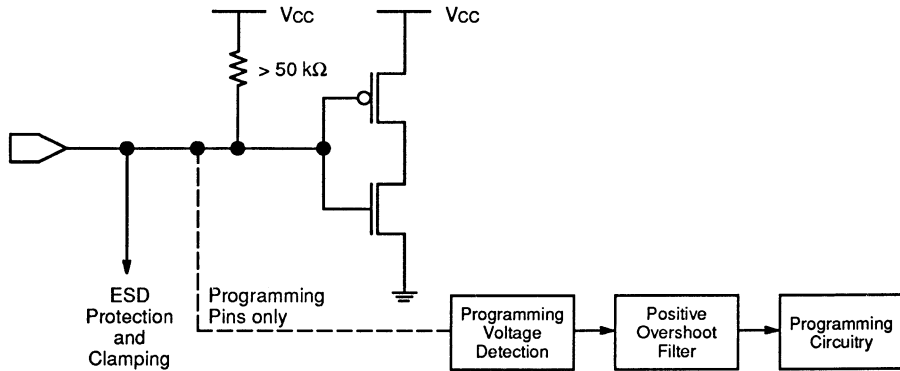 VCC
VCC
> 50 kΩ
ESD
Protection
and
Clamping
Programming
Pins only
Programming
Voltage
Detection
Positive
Overshoot
Filter
Programming
Circuitry